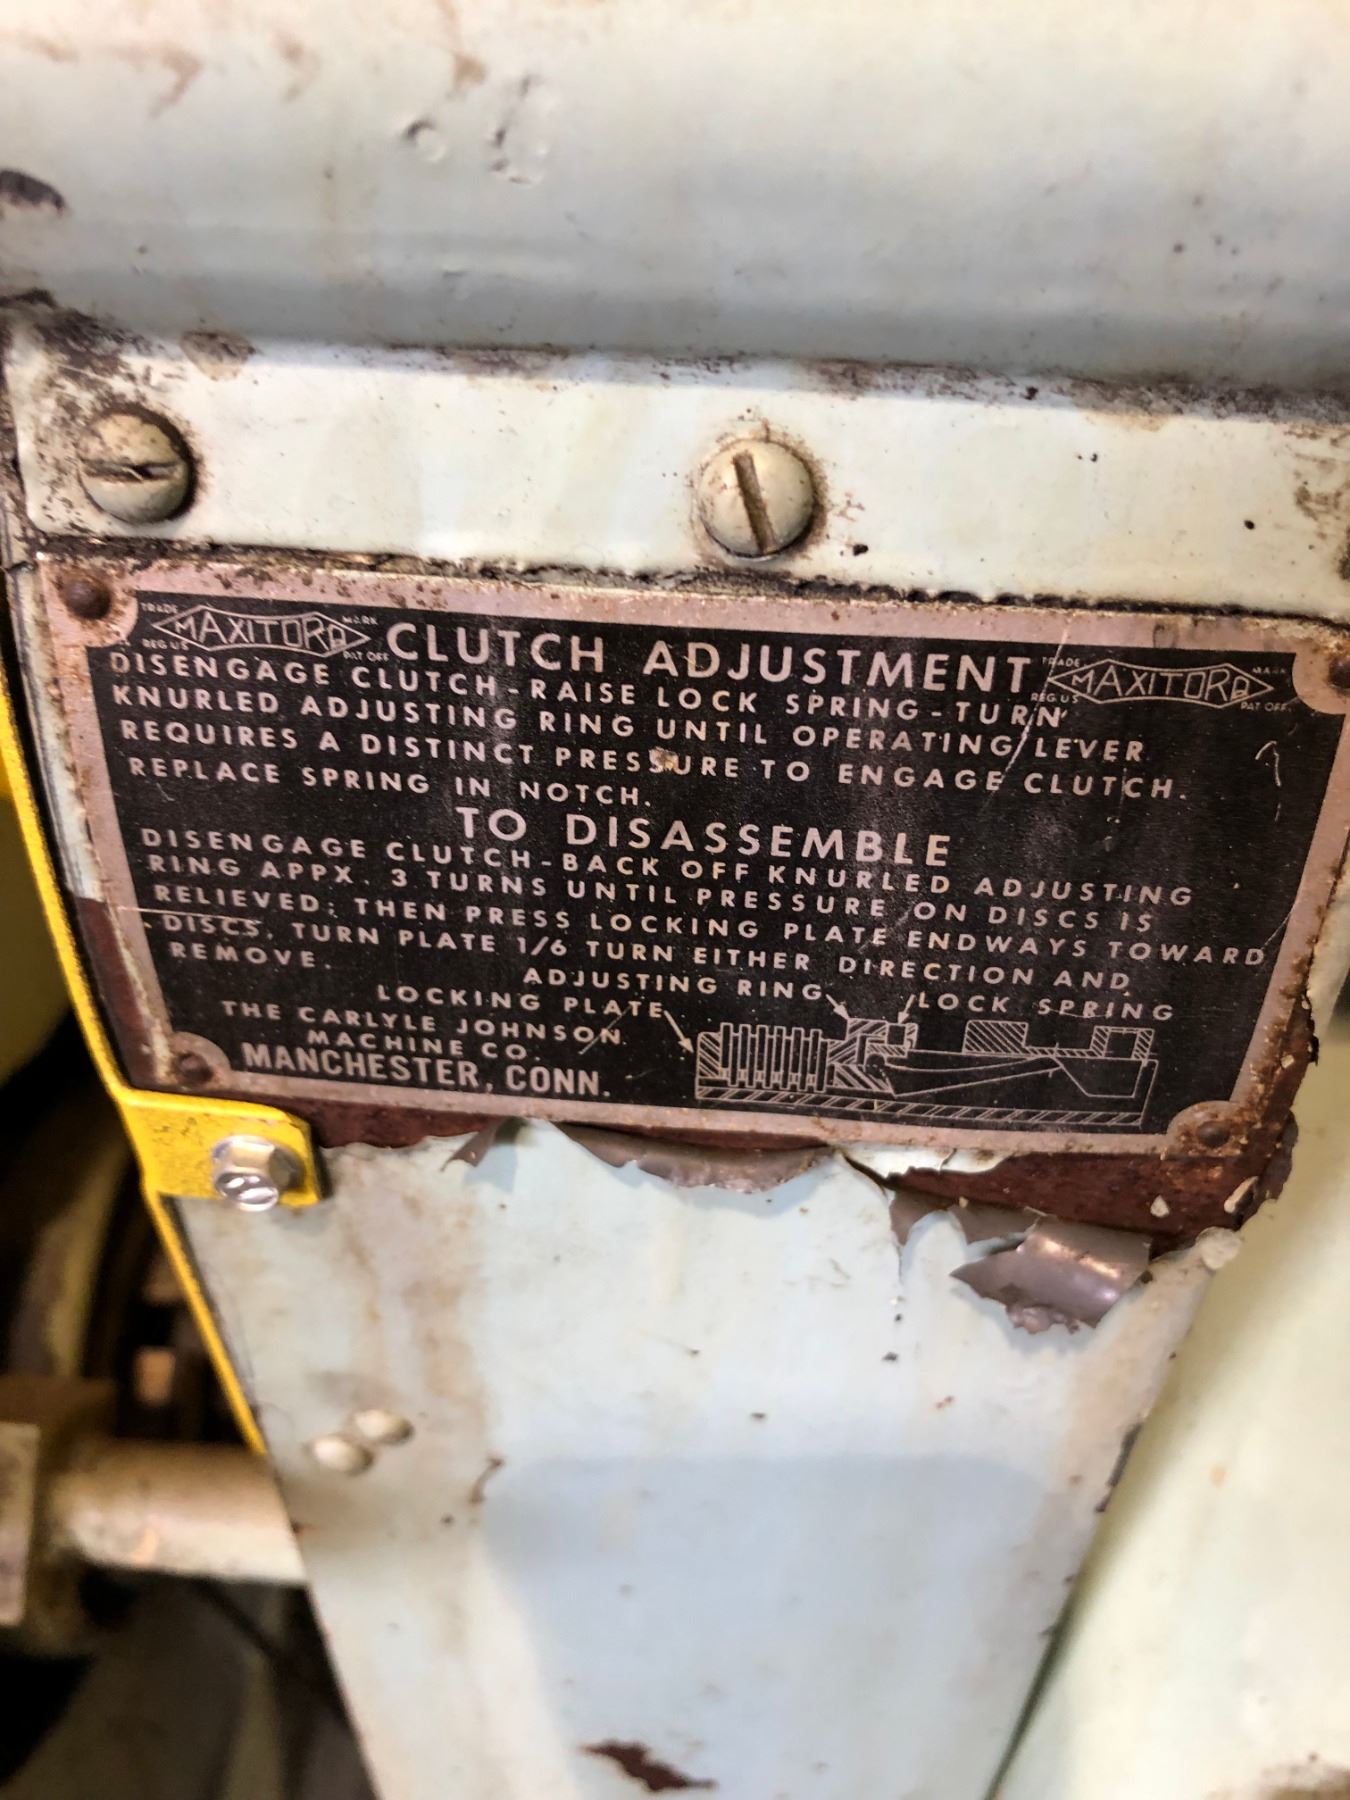 TRADE MARK MAXITORQ REG US PAT OFF CLUTCH ADJUSTMENT TRADE MARK MAXITORQ REG US PAT OFF
DISENGAGE CLUTCH-RAISE LOCK SPRING-TURN
KNURLED ADJUSTING RING UNTIL OPERATING LEVER
REQUIRES A DISTINCT PRESSURE TO ENGAGE CLUTCH.
REPLACE SPRING IN NOTCH.
TO DISASSEMBLE
DISENGAGE CLUTCH-BACK OFF KNURLED ADJUSTING
RING APPX. 3 TURNS UNTIL PRESSURE ON DISCS IS
RELIEVED; THEN PRESS LOCKING PLATE ENDWAYS TOWARD
DISCS, TURN PLATE 1/6 TURN EITHER DIRECTION AND
REMOVE.
ADJUSTING RING
LOCK SPRING
LOCKING PLATE
THE CARLYLE JOHNSON
MACHINE CO.
MANCHESTER, CONN.